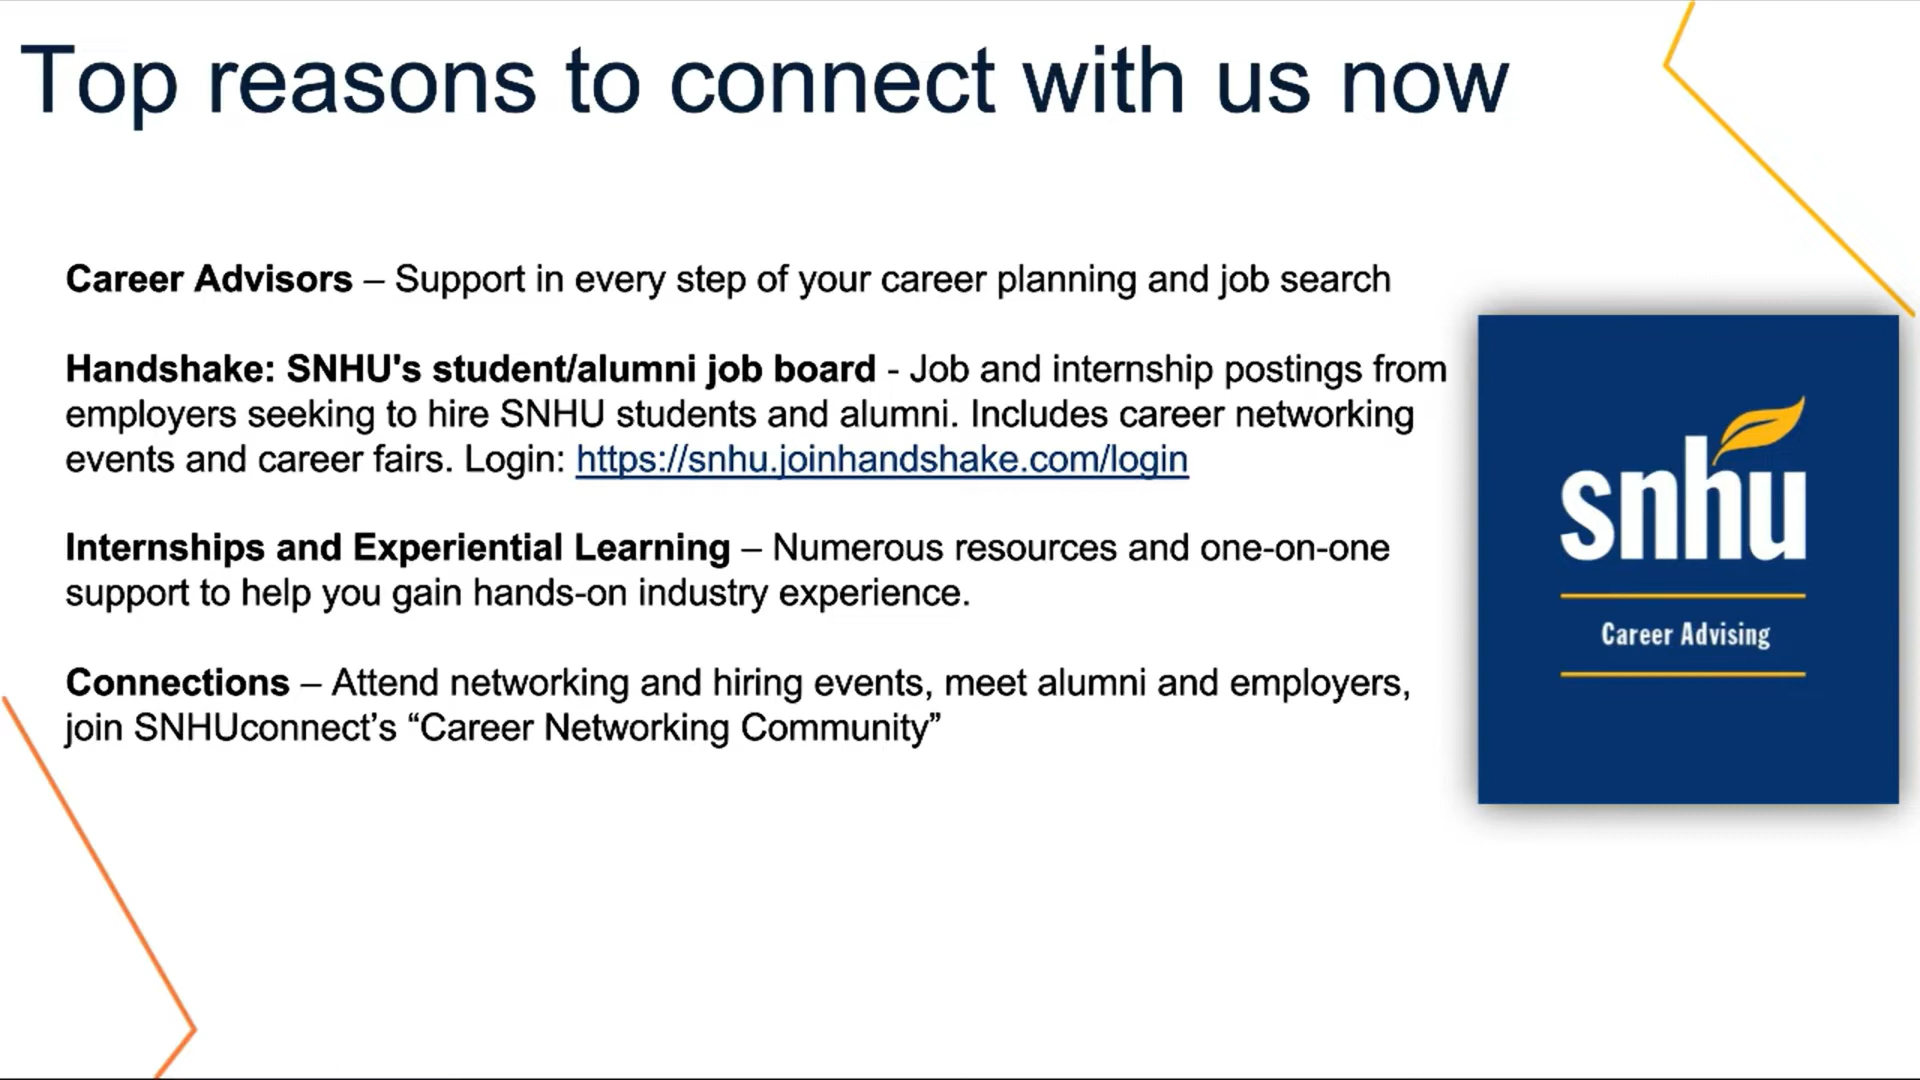 Top reasons to connect with us now
Career Advisors – Support in every step of your career planning and job search
Handshake: SNHU's student/alumni job board - Job and internship postings from
employers seeking to hire SNHU students and alumni. Includes career networking
events and career fairs. Login: https://snhu.joinhandshake.com/login
Internships and Experiential Learning – Numerous resources and one-on-one
support to help you gain hands-on industry experience.
Connections – Attend networking and hiring events, meet alumni and employers,
join SNHUconnect’s “Career Networking Community”
snhu
Career Advising